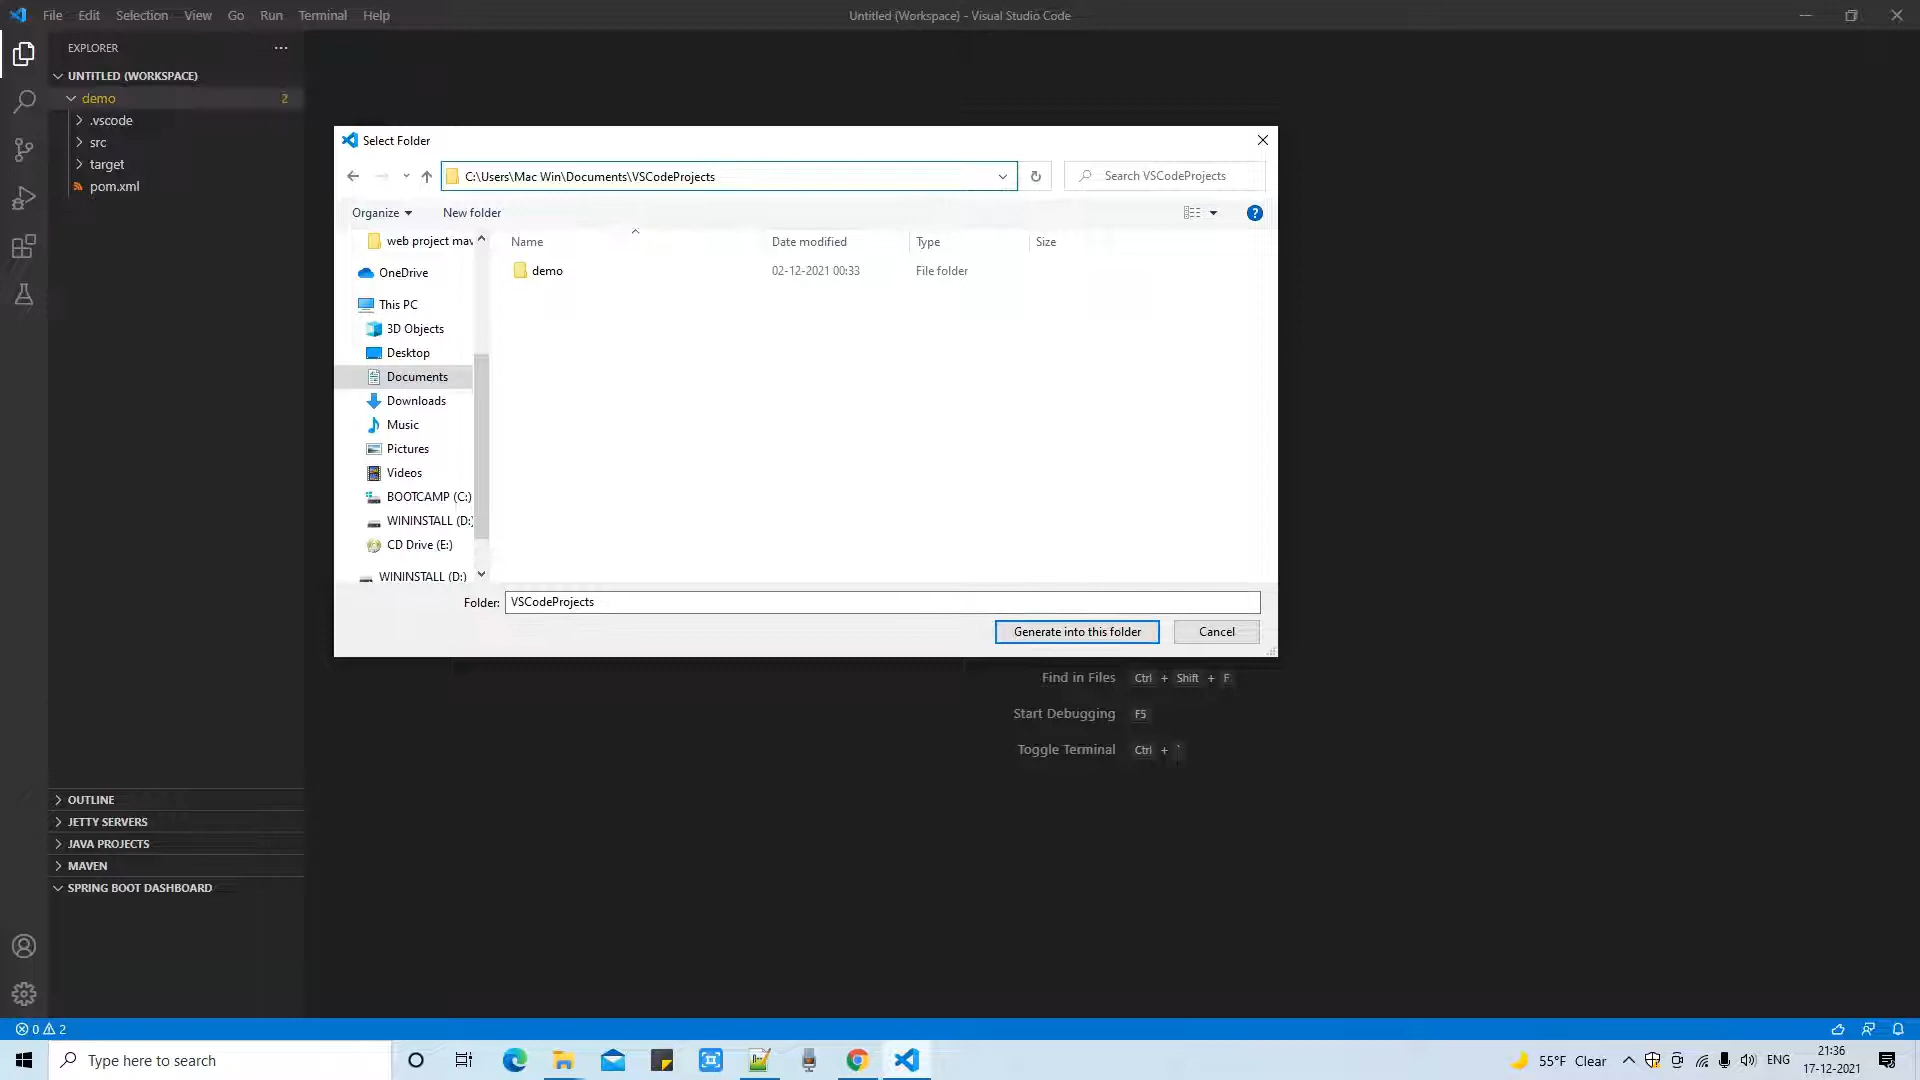 File Edit Selection View Go Run Terminal Help
Untitled (Workspace) - Visual Studio Code
EXPLORER
UNTITLED (WORKSPACE)
demo 2
.vscode
src
target
pom.xml
Select Folder
C:\Users\Mac Win\Documents\VSCodeProjects
Search VSCodeProjects
Organize New folder
Name Date modified Type Size
demo 02-12-2021 00:33 File folder
web project mav
OneDrive
This PC
3D Objects
Desktop
Documents
Downloads
Music
Pictures
Videos
BOOTCAMP (C:)
WININSTALL (D:)
CD Drive (E:)
WININSTALL (D:)
Folder: VSCodeProjects
Generate into this folder Cancel
Find in Files Ctrl + Shift + F
Start Debugging F5
Toggle Terminal Ctrl + `
OUTLINE
JETTY SERVERS
JAVA PROJECTS
MAVEN
SPRING BOOT DASHBOARD
0 2
Type here to search
55°F Clear
ENG
21:36
17-12-2021